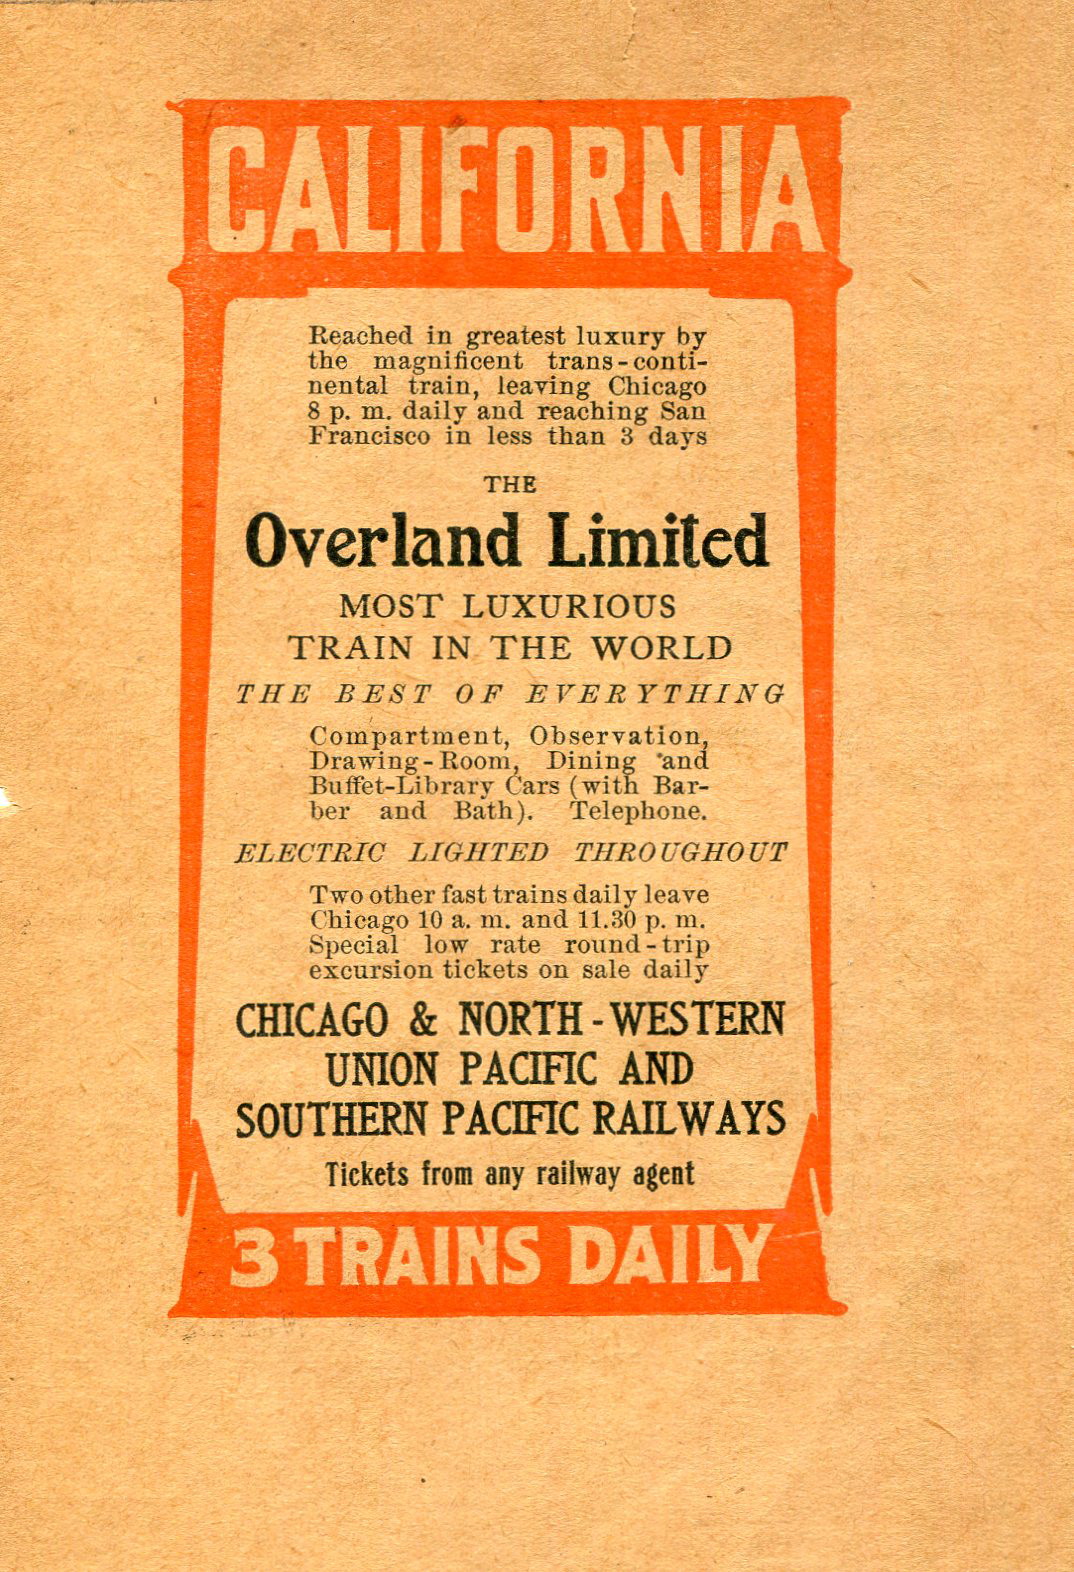 CALIFORNIA
Reached in greatest luxury by
the magnificent trans-conti-
nental train, leaving Chicago
8 p. m. daily and reaching San
Francisco in less than 3 days
THE
Overland Limited
MOST LUXURIOUS
TRAIN IN THE WORLD
THE BEST OF EVERYTHING
Compartment, Observation,
Drawing-Room, Dining and
Buffet-Library Cars (with Bar-
ber and Bath). Telephone.
ELECTRIC LIGHTED THROUGHOUT
Two other fast trains daily leave
Chicago 10 a. m. and 11.30 p. m.
Special low rate round-trip
excursion tickets on sale daily
CHICAGO & NORTH-WESTERN
UNION PACIFIC AND
SOUTHERN PACIFIC RAILWAYS
Tickets from any railway agent
3 TRAINS DAILY